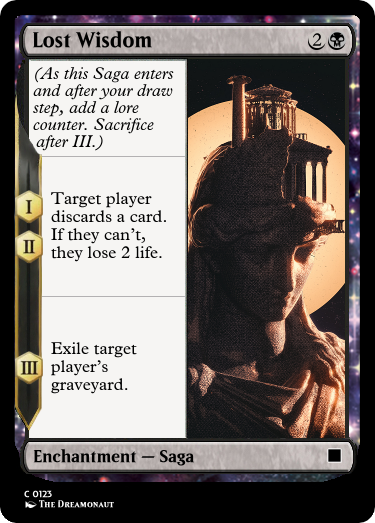 Lost Wisdom 2
(As this Saga enters
and after your draw
step, add a lore
counter. Sacrifice
after III.)
I
II
Target player
discards a card.
If they can't,
they lose 2 life.
III
Exile target
player's
graveyard.
Enchantment — Saga
C 0123
The Dreamonaut